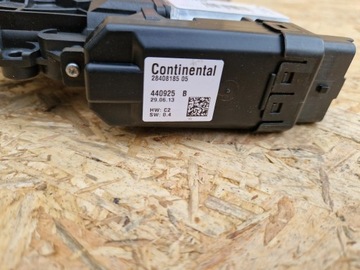 Continental
28408185 05
440925 B
29.06.13
HW: C2
SW: 0.4